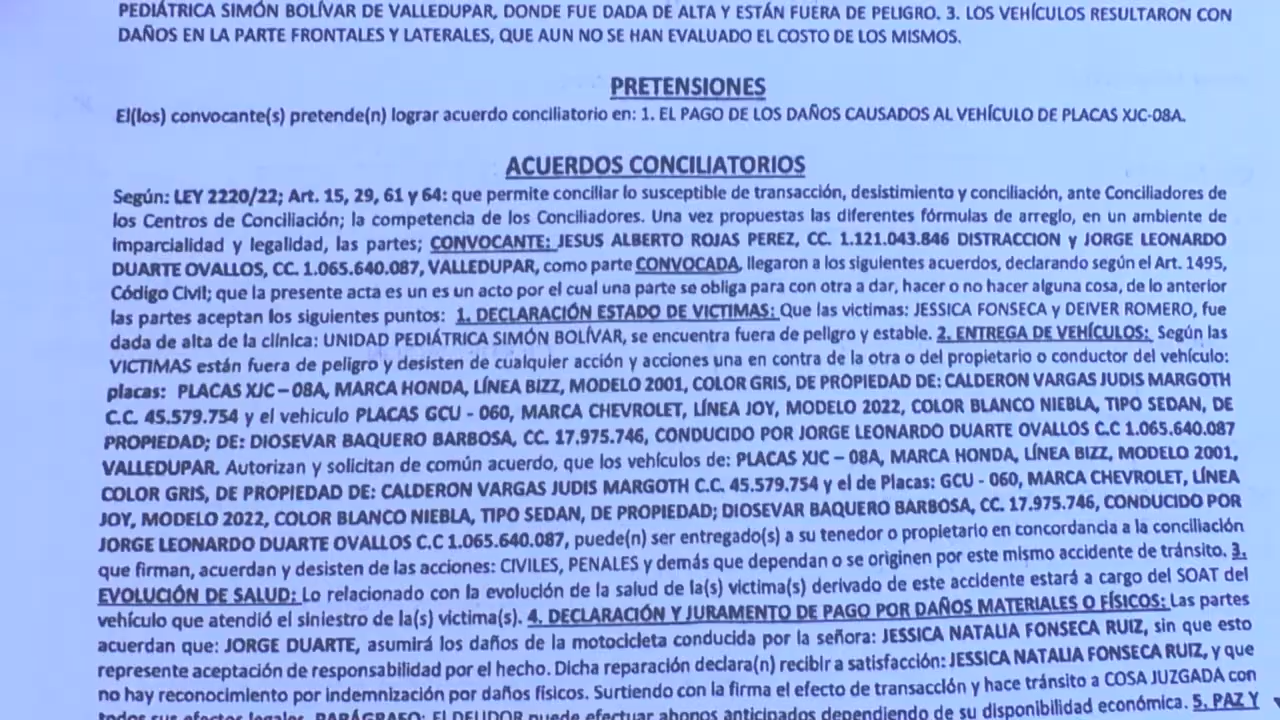 PEDIÁTRICA SIMÓN BOLÍVAR DE VALLEDUPAR, DONDE FUE DADA DE ALTA Y ESTÁN FUERA DE PELIGRO. 3. LOS VEHÍCULOS RESULTARON CON
DAÑOS EN LA PARTE FRONTALES Y LATERALES, QUE AUN NO SE HAN EVALUADO EL COSTO DE LOS MISMOS.
PRETENSIONES
El(los) convocante(s) pretende(n) lograr acuerdo conciliatorio en: 1. EL PAGO DE LOS DAÑOS CAUSADOS AL VEHÍCULO DE PLACAS XJC-08A.
ACUERDOS CONCILIATORIOS
Según: LEY 2220/22; Art. 15, 29, 61 y 64: que permite conciliar lo susceptible de transacción, desistimiento y conciliación, ante Conciliadores de
los Centros de Conciliación; la competencia de los Conciliadores. Una vez propuestas las diferentes fórmulas de arreglo, en un ambiente de
imparcialidad y legalidad, las partes; CONVOCANTE: JESUS ALBERTO ROJAS PEREZ, CC. 1.121.043.846 DISTRACCION y JORGE LEONARDO
DUARTE OVALLOS, CC. 1.065.640.087, VALLEDUPAR, como parte CONVOCADA, llegaron a los siguientes acuerdos, declarando según el Art. 1495,
Código Civil; que la presente acta es un es un acto por el cual una parte se obliga para con otra a dar, hacer o no hacer alguna cosa, de lo anterior
las partes aceptan los siguientes puntos: 1. DECLARACIÓN ESTADO DE VICTIMAS: Que las victimas: JESSICA FONSECA y DEIVER ROMERO, fue
dada de alta de la clínica: UNIDAD PEDIÁTRICA SIMÓN BOLÍVAR, se encuentra fuera de peligro y estable. 2. ENTREGA DE VEHÍCULOS: Según las
VICTIMAS están fuera de peligro y desisten de cualquier acción y acciones una en contra de la otra o del propietario o conductor del vehículo:
placas: PLACAS XJC – 08A, MARCA HONDA, LÍNEA BIZZ, MODELO 2001, COLOR GRIS, DE PROPIEDAD DE: CALDERON VARGAS JUDIS MARGOTH
C.C. 45.579.754 y el vehiculo PLACAS GCU - 060, MARCA CHEVROLET, LÍNEA JOY, MODELO 2022, COLOR BLANCO NIEBLA, TIPO SEDAN, DE
PROPIEDAD; DE: DIOSEVAR BAQUERO BARBOSA, CC. 17.975.746, CONDUCIDO POR JORGE LEONARDO DUARTE OVALLOS C.C 1.065.640.087
VALLEDUPAR. Autorizan y solicitan de común acuerdo, que los vehículos de: PLACAS XJC – 08A, MARCA HONDA, LÍNEA BIZZ, MODELO 2001,
COLOR GRIS, DE PROPIEDAD DE: CALDERON VARGAS JUDIS MARGOTH C.C. 45.579.754 y el de Placas: GCU - 060, MARCA CHEVROLET, LÍNEA
JOY, MODELO 2022, COLOR BLANCO NIEBLA, TIPO SEDAN, DE PROPIEDAD; DIOSEVAR BAQUERO BARBOSA, CC. 17.975.746, CONDUCIDO POR
JORGE LEONARDO DUARTE OVALLOS C.C 1.065.640.087, puede(n) ser entregado(s) a su tenedor o propietario en concordancia a la conciliación
que firman, acuerdan y desisten de las acciones: CIVILES, PENALES y demás que dependan o se originen por este mismo accidente de tránsito. 3.
EVOLUCIÓN DE SALUD: Lo relacionado con la evolución de la salud de la(s) victima(s) derivado de este accidente estará a cargo del SOAT del
vehículo que atendió el siniestro de la(s) victima(s). 4. DECLARACIÓN Y JURAMENTO DE PAGO POR DAÑOS MATERIALES O FÍSICOS: Las partes
acuerdan que: JORGE DUARTE, asumirá los daños de la motocicleta conducida por la señora: JESSICA NATALIA FONSECA RUIZ, sin que esto
represente aceptación de responsabilidad por el hecho. Dicha reparación declara(n) recibir a satisfacción: JESSICA NATALIA FONSECA RUIZ, y que
no hay reconocimiento por indemnización por daños físicos. Surtiendo con la firma el efecto de transacción y hace tránsito a COSA JUZGADA con
todos sus efectos legales. PARÁGRAFO: EL DEUDOR puede efectuar abonos anticipados dependiendo de su disponibilidad económica. 5. PAZ Y